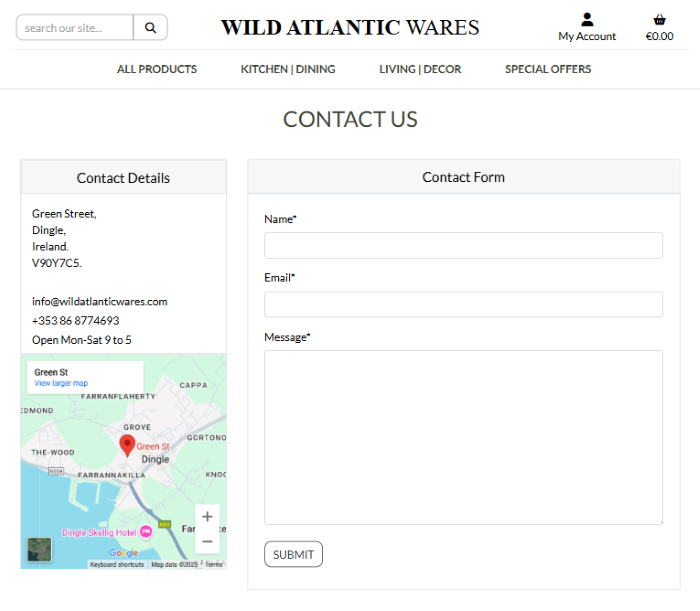 search our site...
WILD ATLANTIC WARES
My Account
€0.00
ALL PRODUCTS
KITCHEN | DINING
LIVING | DECOR
SPECIAL OFFERS
CONTACT US
Contact Details
Green Street,
Dingle,
Ireland.
V90Y7C5.
info@wildatlanticwares.com
+353 86 8774693
Open Mon-Sat 9 to 5
Green St
View larger map
CAPPA
FARRANFLAHERTY
EDMOND
GROVE
GORTONO
Green St
THE-WOOD
Dingle
R559
FARRANNAKILLA
KNOC
Dingle Skellig Hotel
N86
Far
te
+
−
Google
Keyboard shortcuts
Map data ©2025
Terms
Contact Form
Name*
Email*
Message*
SUBMIT